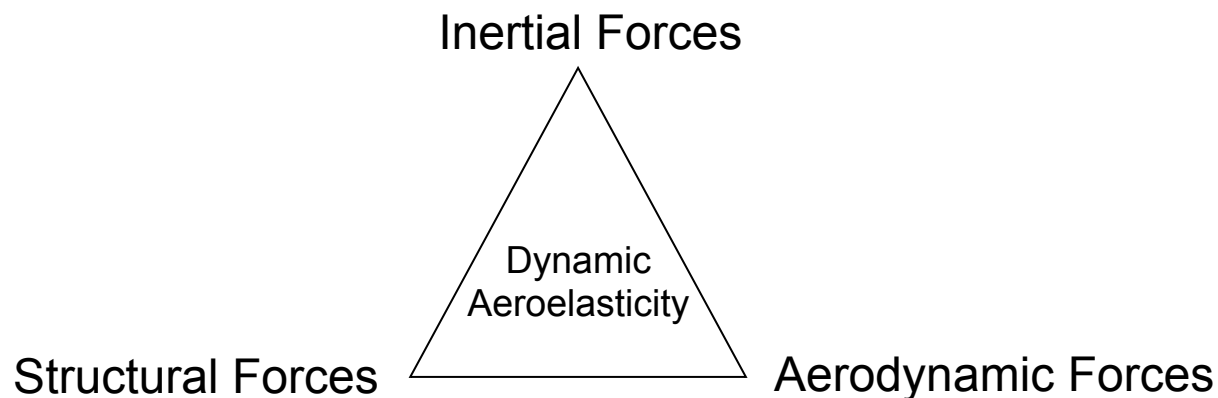 Inertial Forces
Dynamic
Aeroelasticity
Structural Forces
Aerodynamic Forces